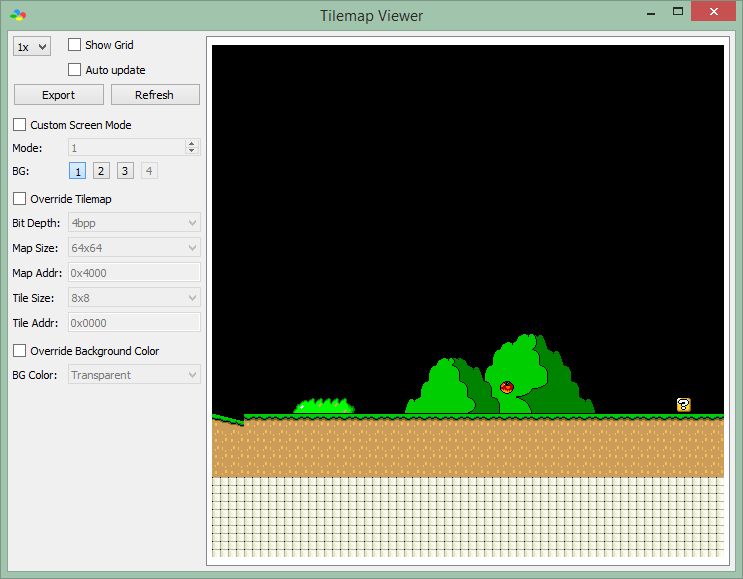 Tilemap Viewer
1x
Show Grid
Auto update
Export Refresh
Custom Screen Mode
Mode: 1
BG: 1 2 3 4
Override Tilemap
Bit Depth: 4bpp
Map Size: 64x64
Map Addr: 0x4000
Tile Size: 8x8
Tile Addr: 0x0000
Override Background Color
BG Color: Transparent
?